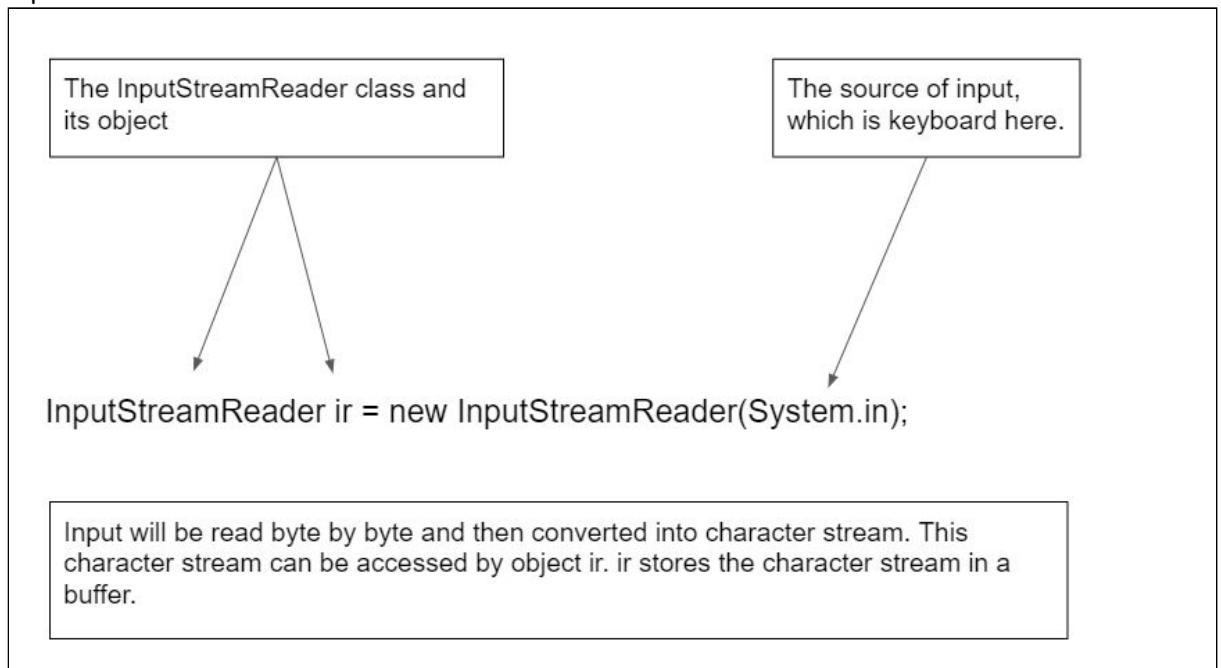 The InputStreamReader class and
its object
The source of input,
which is keyboard here.
InputStreamReader ir = new InputStreamReader(System.in);
Input will be read byte by byte and then converted into character stream. This
character stream can be accessed by object ir. ir stores the character stream in a
buffer.